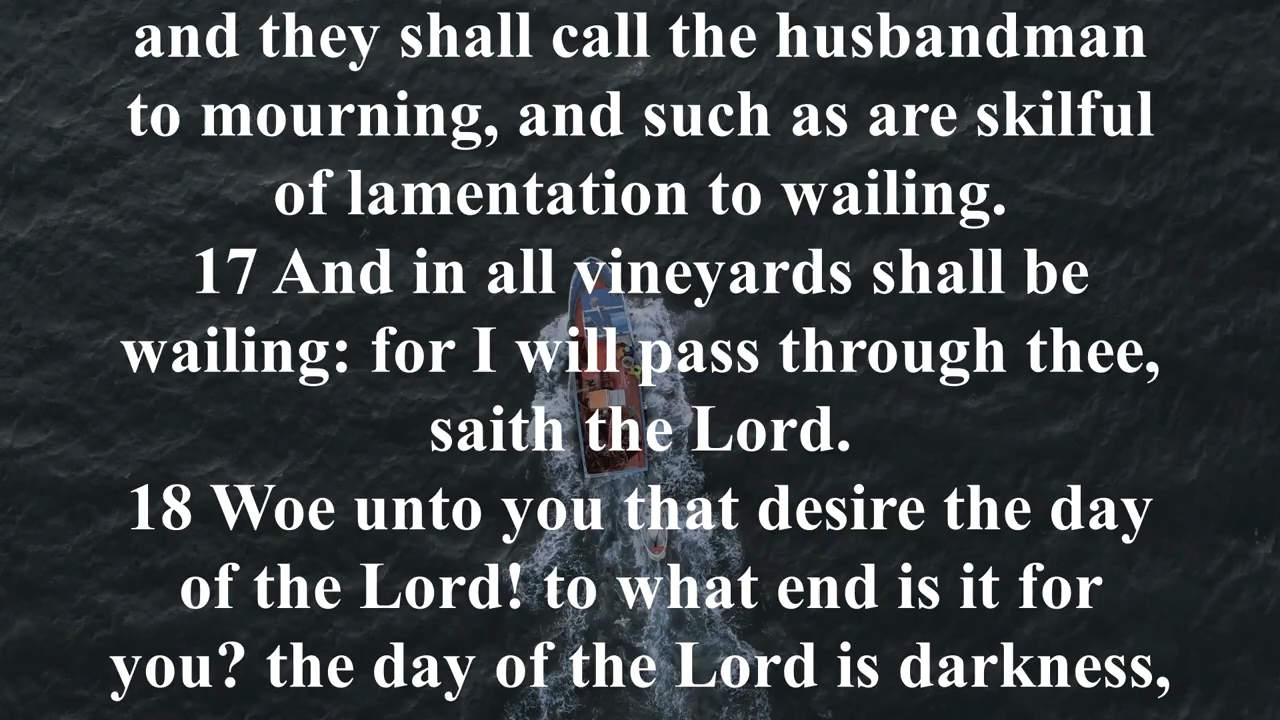 and they shall call the husbandman
to mourning, and such as are skilful
of lamentation to wailing.
17 And in all vineyards shall be
wailing: for I will pass through thee,
saith the Lord.
18 Woe unto you that desire the day
of the Lord! to what end is it for
you? the day of the Lord is darkness,